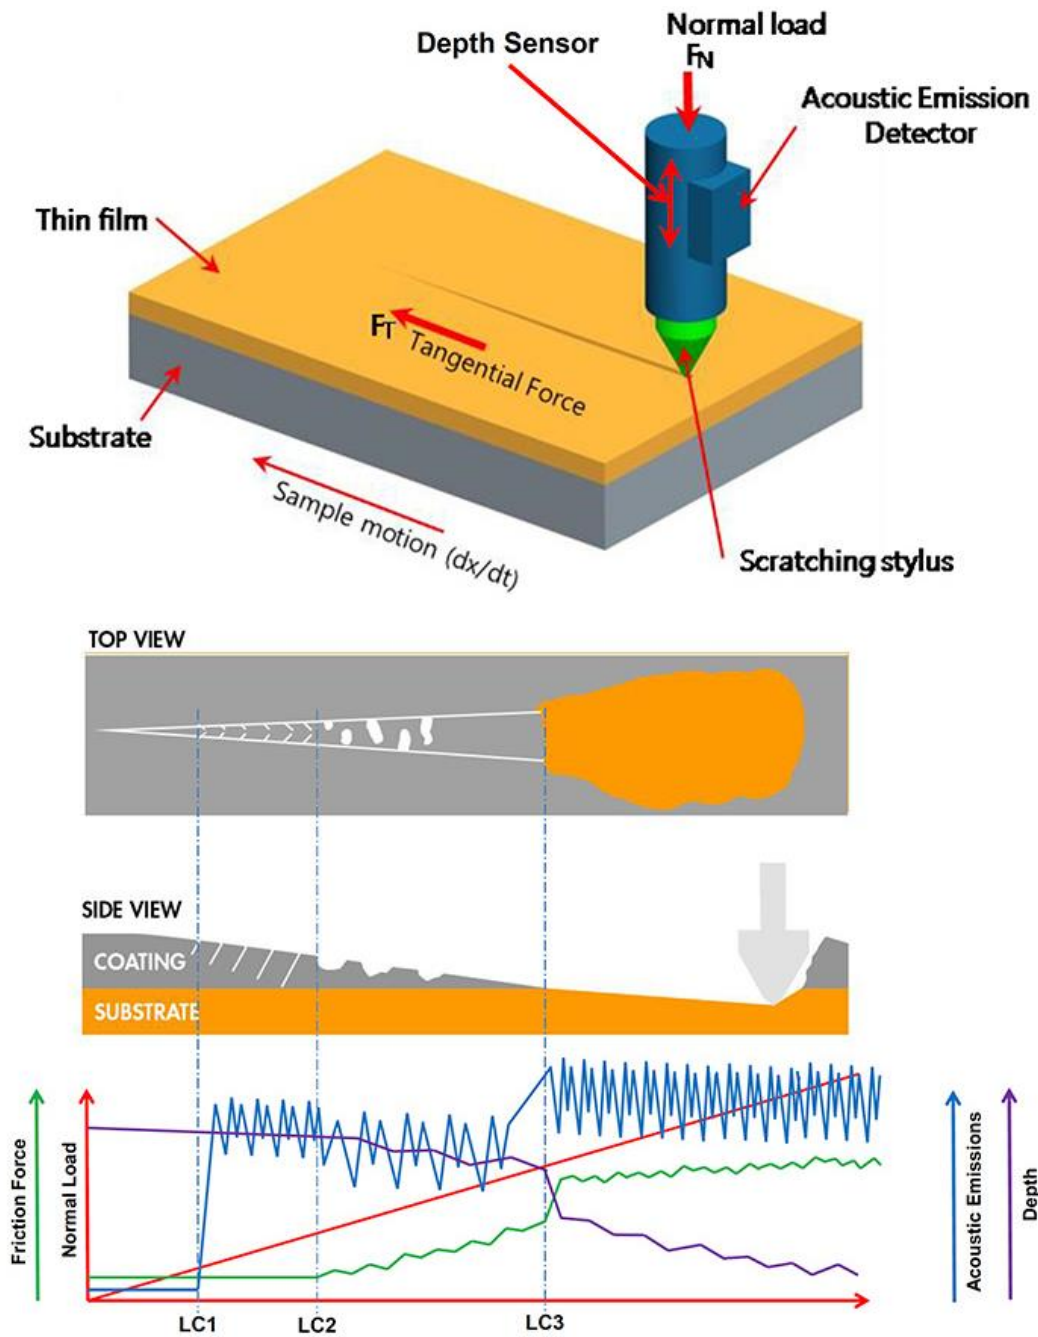 Normal load
Depth Sensor
FN
Acoustic Emission
Detector
Thin film
FT
Tangential Force
Substrate
Sample motion (dx/dt)
Scratching stylus
TOP VIEW
SIDE VIEW
COATING
SUBSTRATE
Friction Force
Normal Load
Acoustic Emissions
Depth
LC1
LC2
LC3